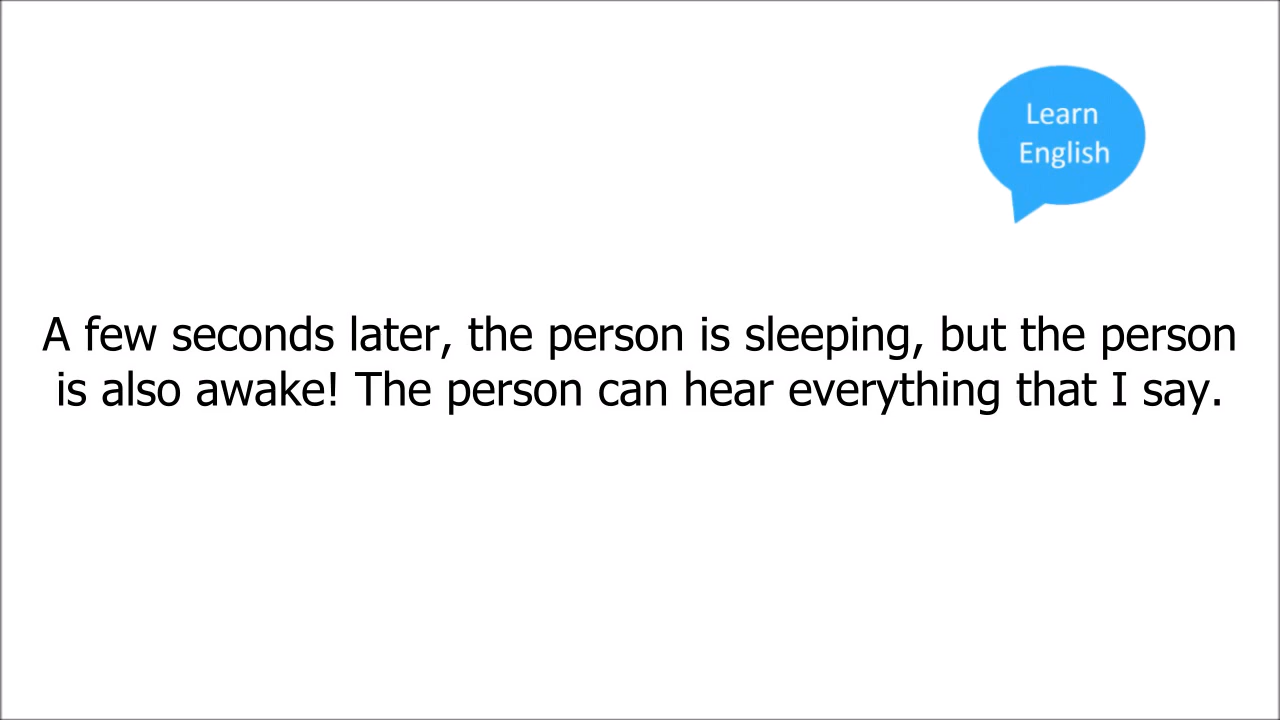 Learn
English
A few seconds later, the person is sleeping, but the person
is also awake! The person can hear everything that I say.